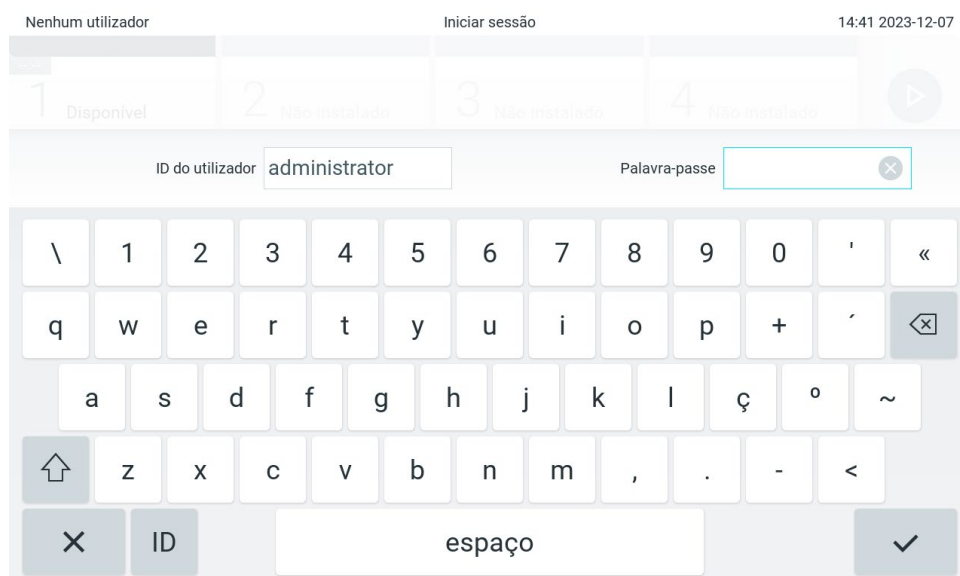 Nenhum utilizador Iniciar sessão 14:41 2023-12-07
1 Disponível 2 Não instalado 3 Não instalado 4 Não instalado
ID do utilizador administrator Palavra-passe
\ 1 2 3 4 5 6 7 8 9 0 ' «
q w e r t y u i o p + ´
a s d f g h j k l ç º ~
z x c v b n m , . - <
ID espaço